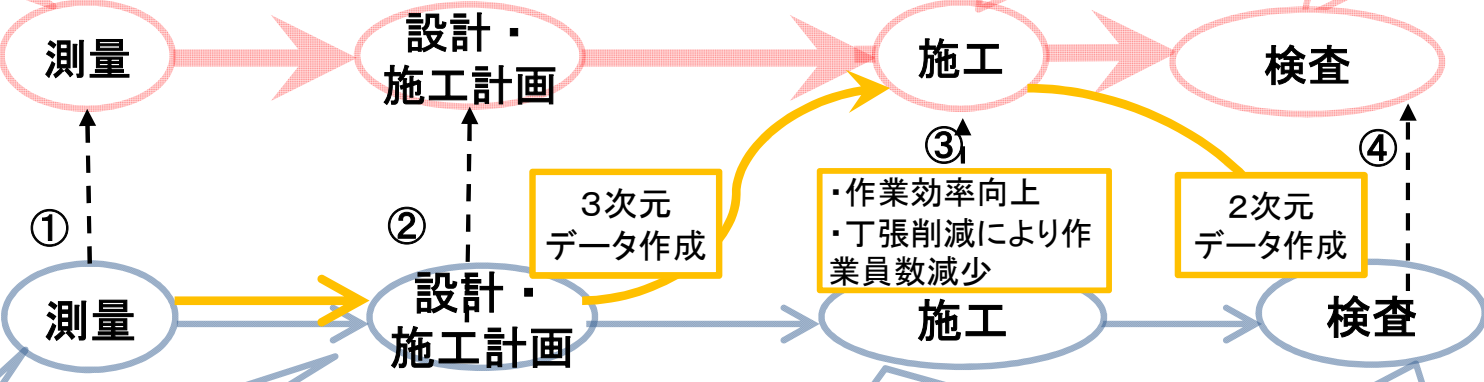 測量
設計・
施工計画
施工
検査
①
②
③
④
3次元
データ作成
・作業効率向上
・丁張削減により作
業員数減少
2次元
データ作成
測量
設計・
施工計画
施工
検査